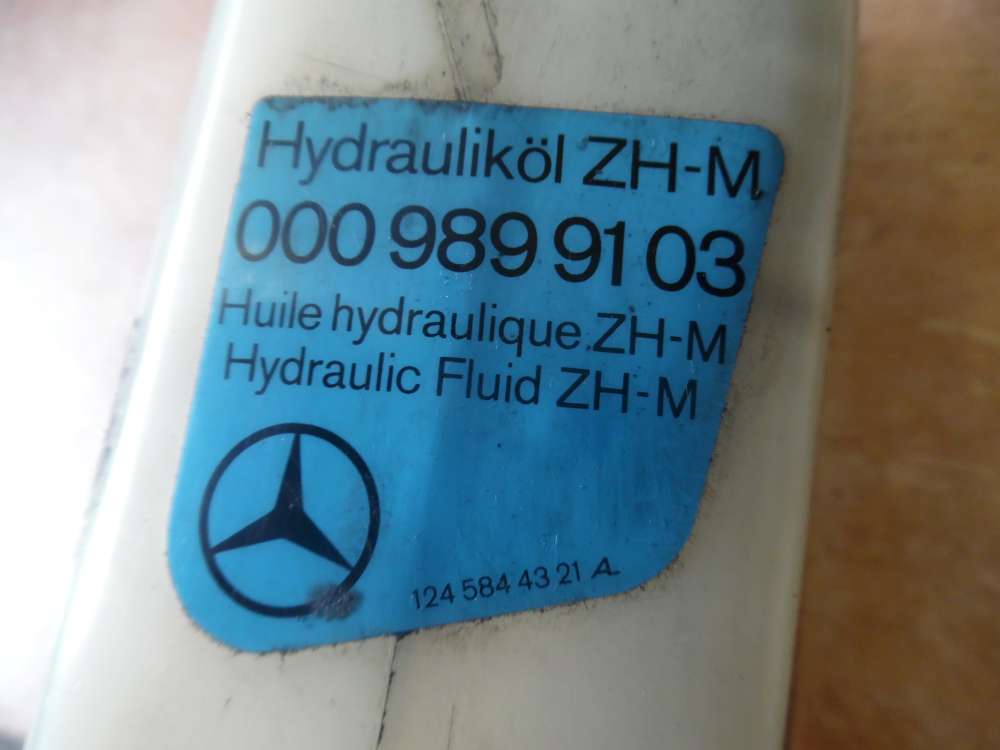 Hydrauliköl ZH-M
000 989 91 03
Huile hydraulique ZH-M
Hydraulic Fluid ZH-M
124 584 43 21 A